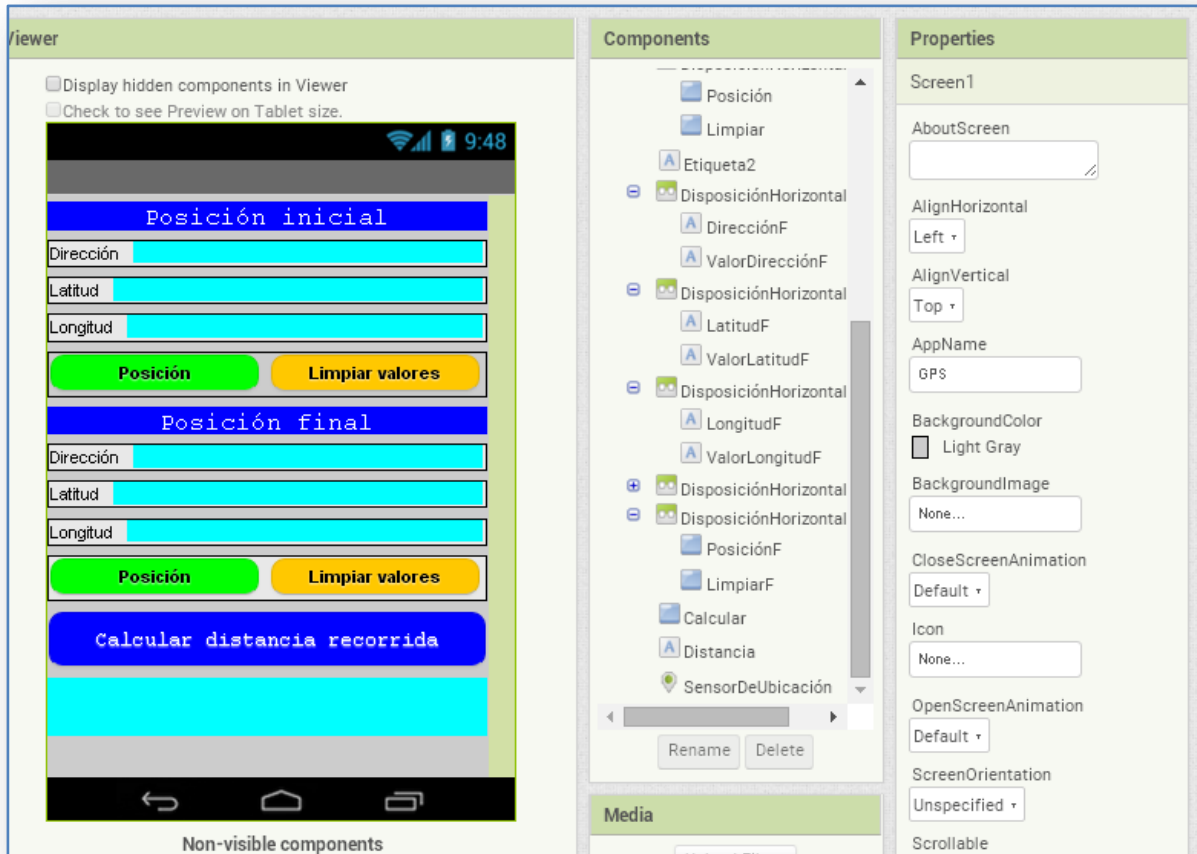 Viewer
Display hidden components in Viewer
Check to see Preview on Tablet size.
9:48
Posición inicial
Dirección
Latitud
Longitud
Posición
Limpiar valores
Posición final
Dirección
Latitud
Longitud
Posición
Limpiar valores
Calcular distancia recorrida
Non-visible components
Components
Posición
Limpiar
Etiqueta2
DisposiciónHorizontal
DirecciónF
ValorDirecciónF
DisposiciónHorizontal
LatitudF
ValorLatitudF
DisposiciónHorizontal
LongitudF
ValorLongitudF
DisposiciónHorizontal
DisposiciónHorizontal
PosiciónF
LimpiarF
Calcular
Distancia
SensorDeUbicación
Rename
Delete
Media
Properties
Screen1
AboutScreen
AlignHorizontal
Left
AlignVertical
Top
AppName
GPS
BackgroundColor
Light Gray
BackgroundImage
None...
CloseScreenAnimation
Default
Icon
None...
OpenScreenAnimation
Default
ScreenOrientation
Unspecified
Scrollable